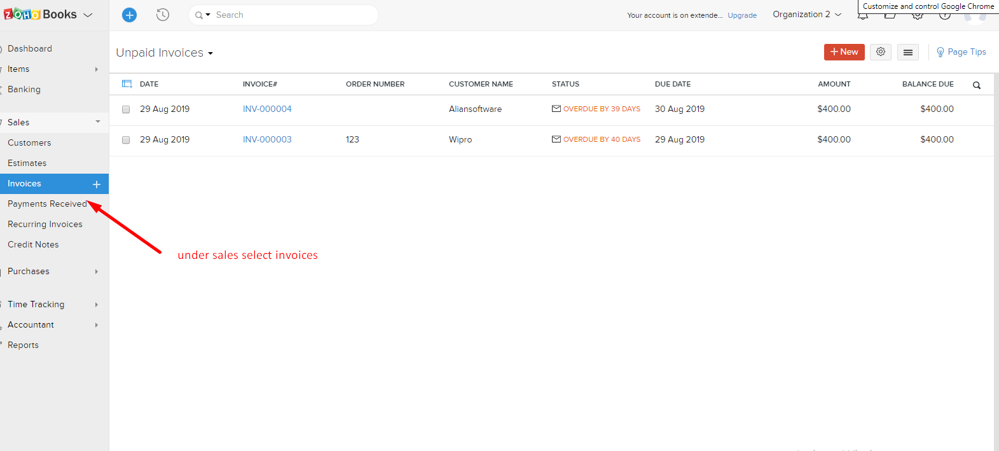 ZOHO Books
Search
Your account is on extende... Upgrade
Organization 2
Customize and control Google Chrome
Dashboard
Items
Banking
Sales
Customers
Estimates
Invoices
Payments Received
Recurring Invoices
Credit Notes
Purchases
Time Tracking
Accountant
Reports
Unpaid Invoices
+ New
Page Tips
DATE INVOICE# ORDER NUMBER CUSTOMER NAME STATUS DUE DATE AMOUNT BALANCE DUE
29 Aug 2019 INV-000004 Aliansoftware OVERDUE BY 39 DAYS 30 Aug 2019 $400.00 $400.00
29 Aug 2019 INV-000003 123 Wipro OVERDUE BY 40 DAYS 29 Aug 2019 $400.00 $400.00
under sales select invoices